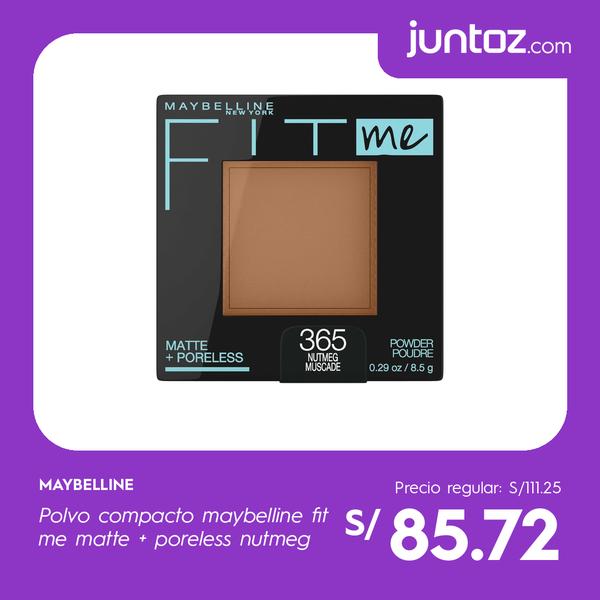 juntoz.com
MAYBELLINE
NEW YORK
FIT me
MATTE
+ PORELESS
365
NUTMEG
MUSCADE
POWDER
POUDRE
0.29 oz / 8.5 g
MAYBELLINE
Polvo compacto maybelline fit
me matte + poreless nutmeg
Precio regular: S/111.25
S/ 85.72